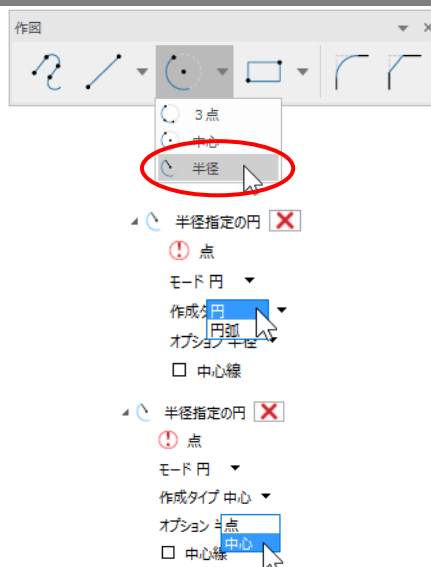 作図
3点
中心
半径
半径指定の円
点
モード 円
作成タ 円
円弧
オプション 半径
中心線
半径指定の円
点
モード 円
作成タイプ 中心
オプション 点
中心
中心線